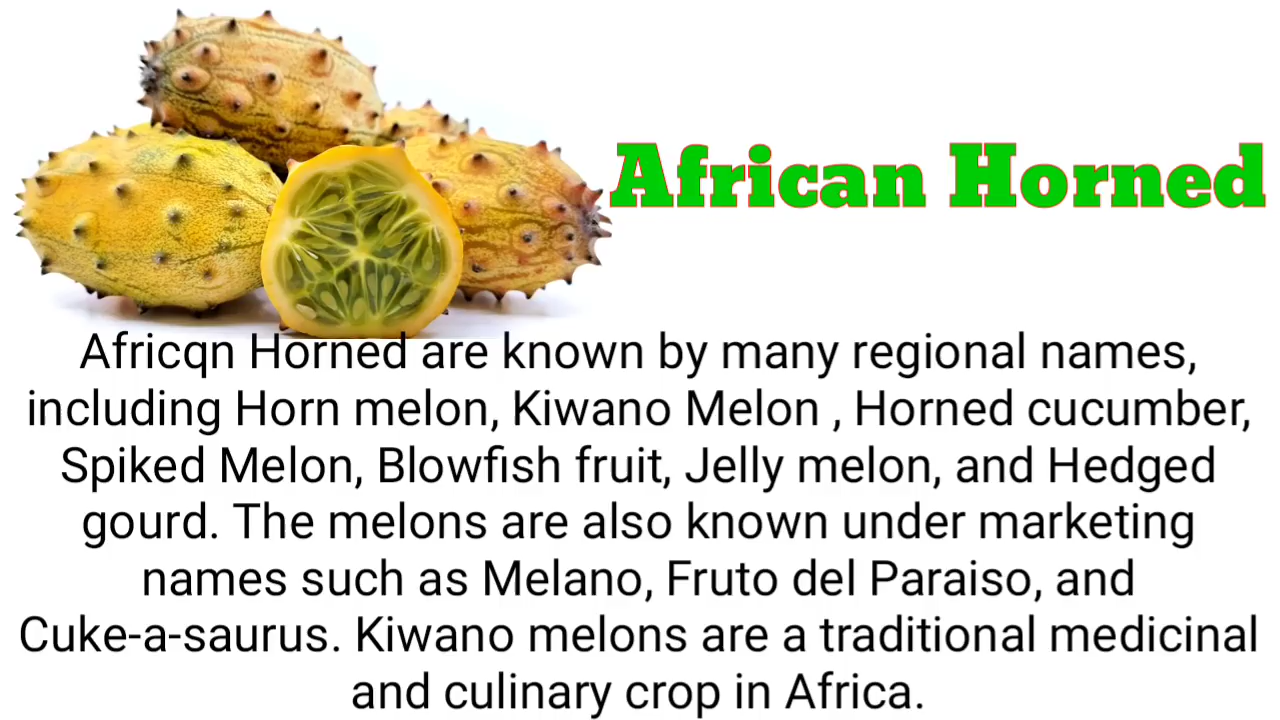 African Horned
Africqn Horned are known by many regional names,
including Horn melon, Kiwano Melon , Horned cucumber,
Spiked Melon, Blowfish fruit, Jelly melon, and Hedged
gourd. The melons are also known under marketing
names such as Melano, Fruto del Paraiso, and
Cuke-a-saurus. Kiwano melons are a traditional medicinal
and culinary crop in Africa.